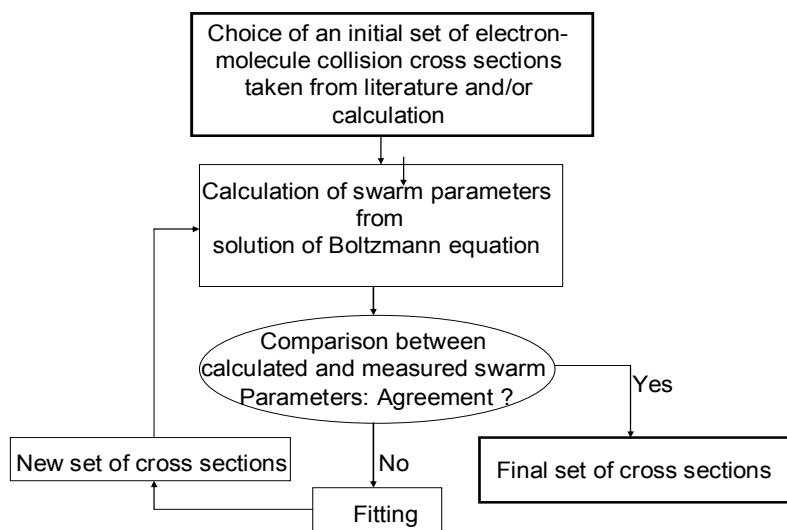 Choice of an initial set of electron-
molecule collision cross sections
taken from literature and/or
calculation
Calculation of swarm parameters
from
solution of Boltzmann equation
Comparison between
calculated and measured swarm
Parameters: Agreement ?
Yes
No
New set of cross sections
Final set of cross sections
Fitting